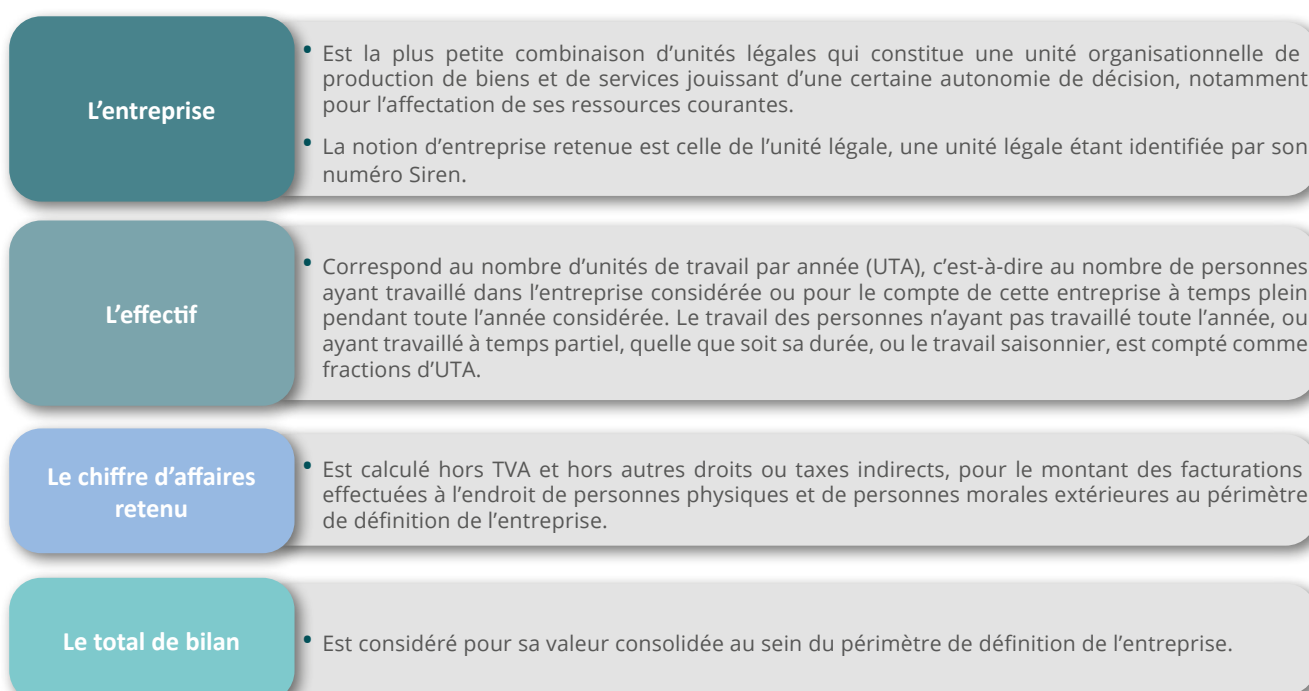 L'entreprise
• Est la plus petite combinaison d'unités légales qui constitue une unité organisationnelle de
production de biens et de services jouissant d'une certaine autonomie de décision, notamment
pour l'affectation de ses ressources courantes.
• La notion d'entreprise retenue est celle de l'unité légale, une unité légale étant identifiée par son
numéro Siren.
L'effectif
• Correspond au nombre d'unités de travail par année (UTA), c'est-à-dire au nombre de personnes
ayant travaillé dans l'entreprise considérée ou pour le compte de cette entreprise à temps plein
pendant toute l'année considérée. Le travail des personnes n'ayant pas travaillé toute l'année, ou
ayant travaillé à temps partiel, quelle que soit sa durée, ou le travail saisonnier, est compté comme
fractions d'UTA.
Le chiffre d'affaires
retenu
• Est calculé hors TVA et hors autres droits ou taxes indirects, pour le montant des facturations
effectuées à l'endroit de personnes physiques et de personnes morales extérieures au périmètre
de définition de l'entreprise.
Le total de bilan
• Est considéré pour sa valeur consolidée au sein du périmètre de définition de l'entreprise.